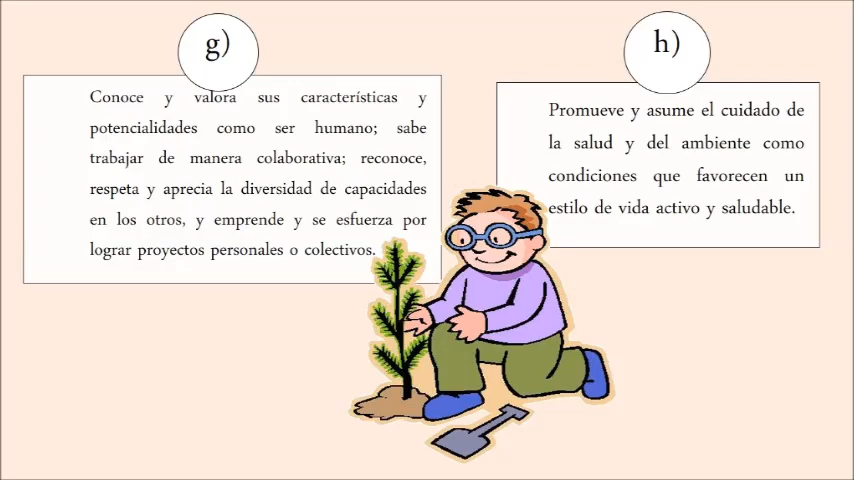 g)
Conoce y valora sus características y
potencialidades como ser humano; sabe
trabajar de manera colaborativa; reconoce,
respeta y aprecia la diversidad de capacidades
en los otros, y emprende y se esfuerza por
lograr proyectos personales o colectivos.
h)
Promueve y asume el cuidado de
la salud y del ambiente como
condiciones que favorecen un
estilo de vida activo y saludable.